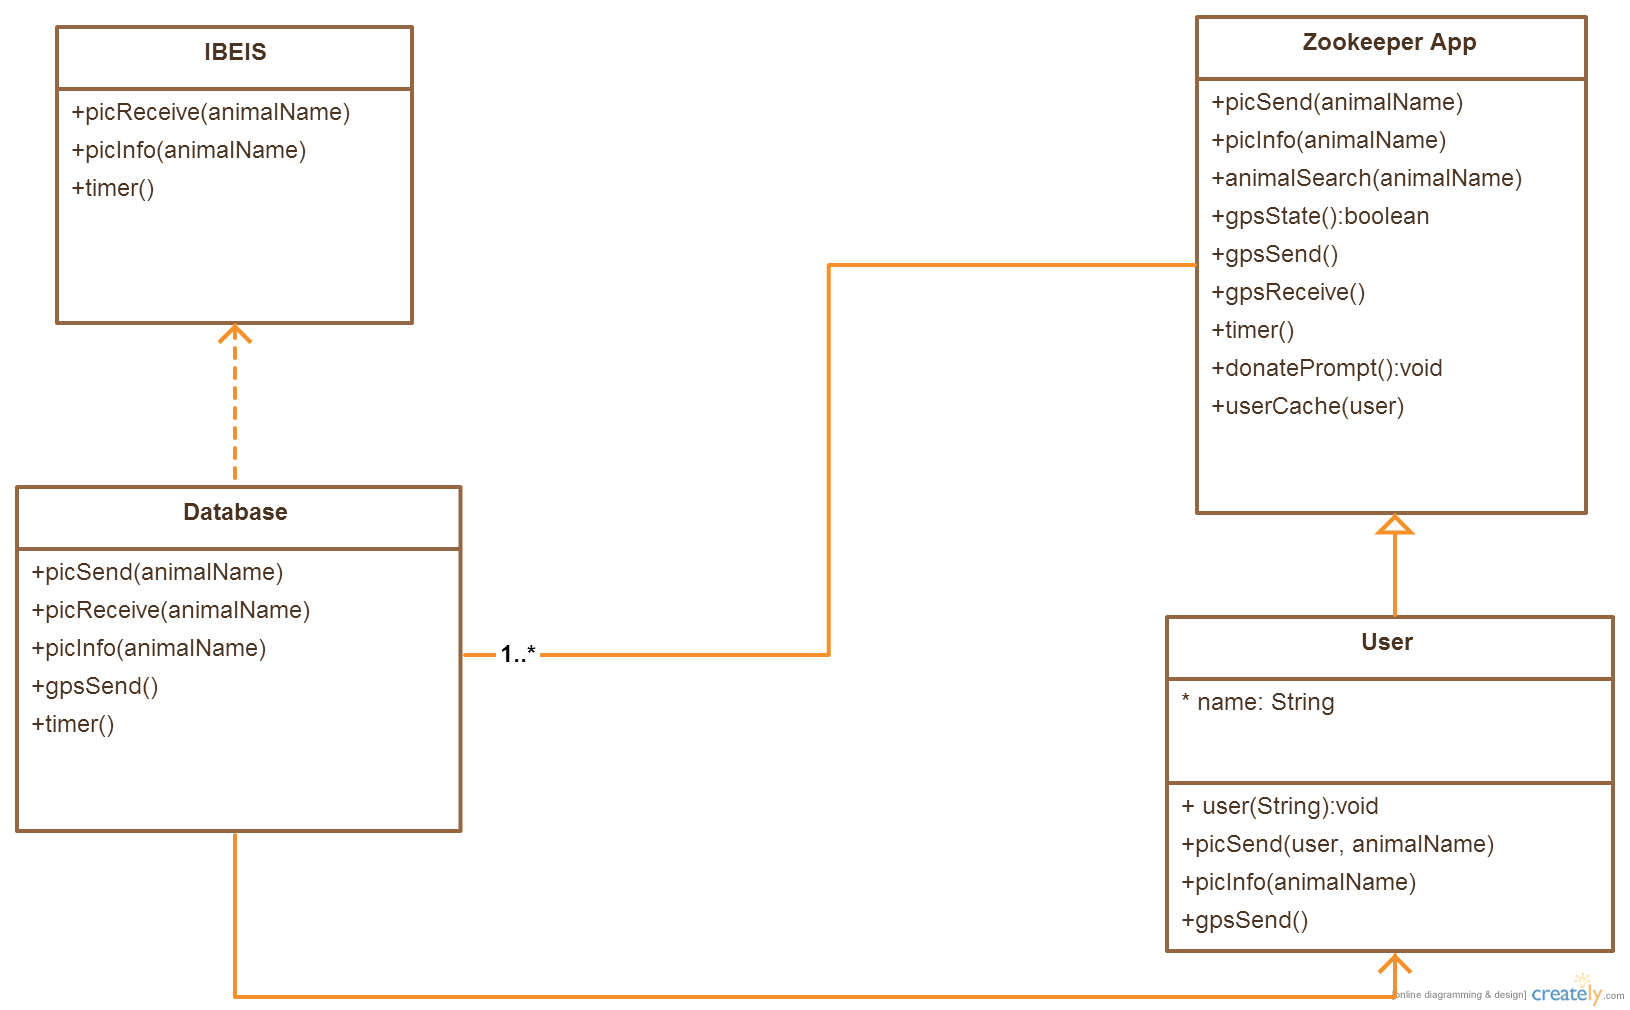 IBEIS
+picReceive(animalName)
+picInfo(animalName)
+timer()
Zookeeper App
+picSend(animalName)
+picInfo(animalName)
+animalSearch(animalName)
+gpsState():boolean
+gpsSend()
+gpsReceive()
+timer()
+donatePrompt():void
+userCache(user)
Database
+picSend(animalName)
+picReceive(animalName)
+picInfo(animalName)
+gpsSend()
+timer()
1..*
User
* name: String
+ user(String):void
+picSend(user, animalName)
+picInfo(animalName)
+gpsSend()
[online diagramming & design] creately.com